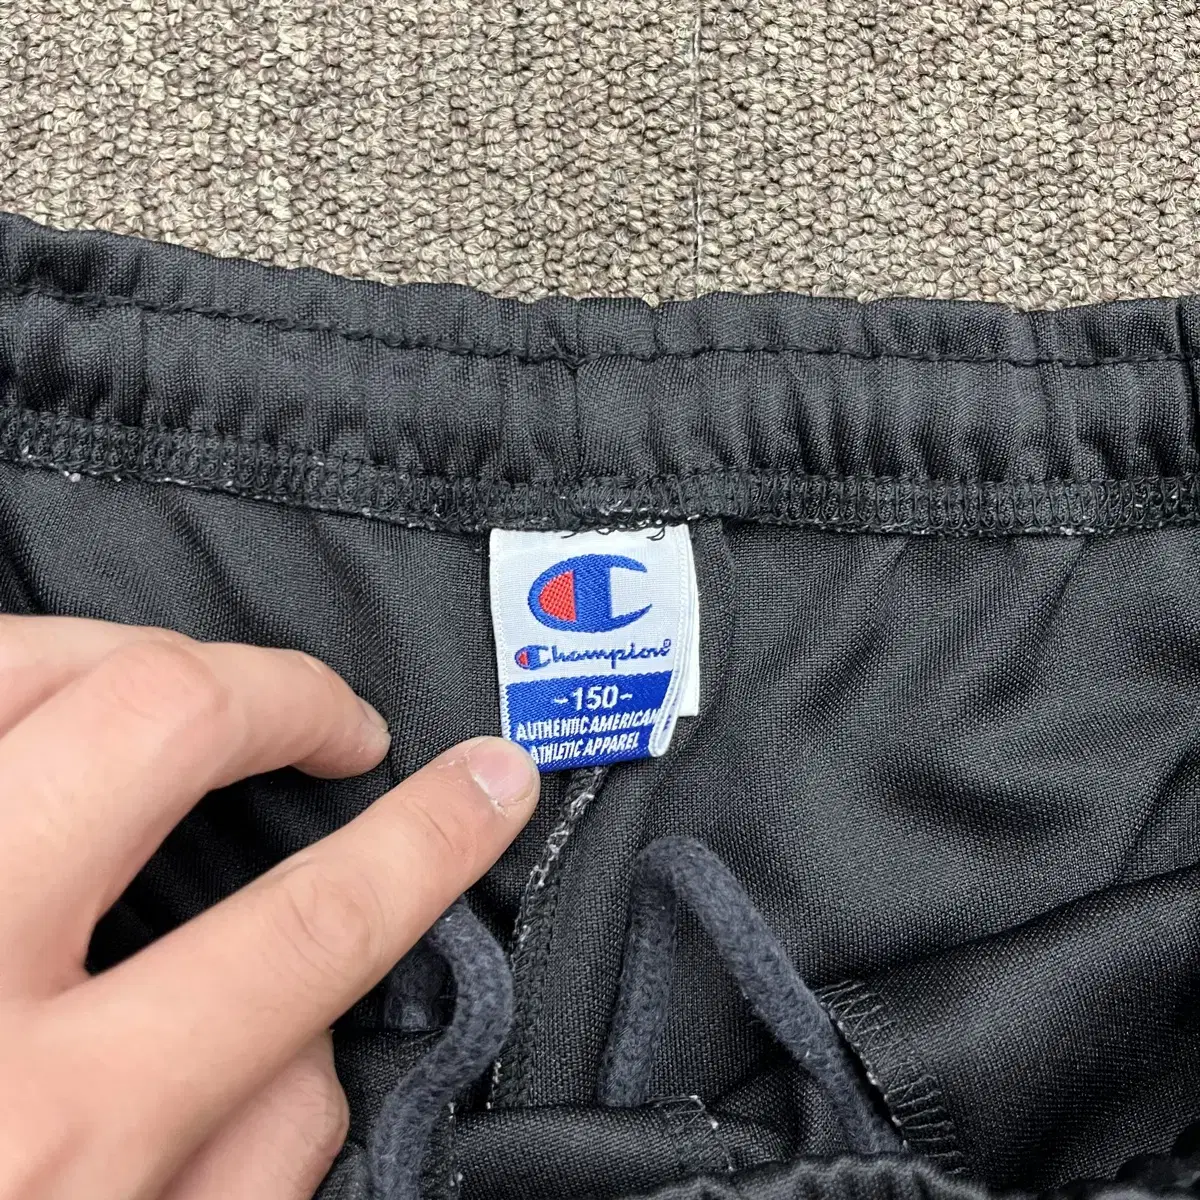 Champion
~150~
AUTHENTIC AMERICAN
ATHLETIC APPAREL